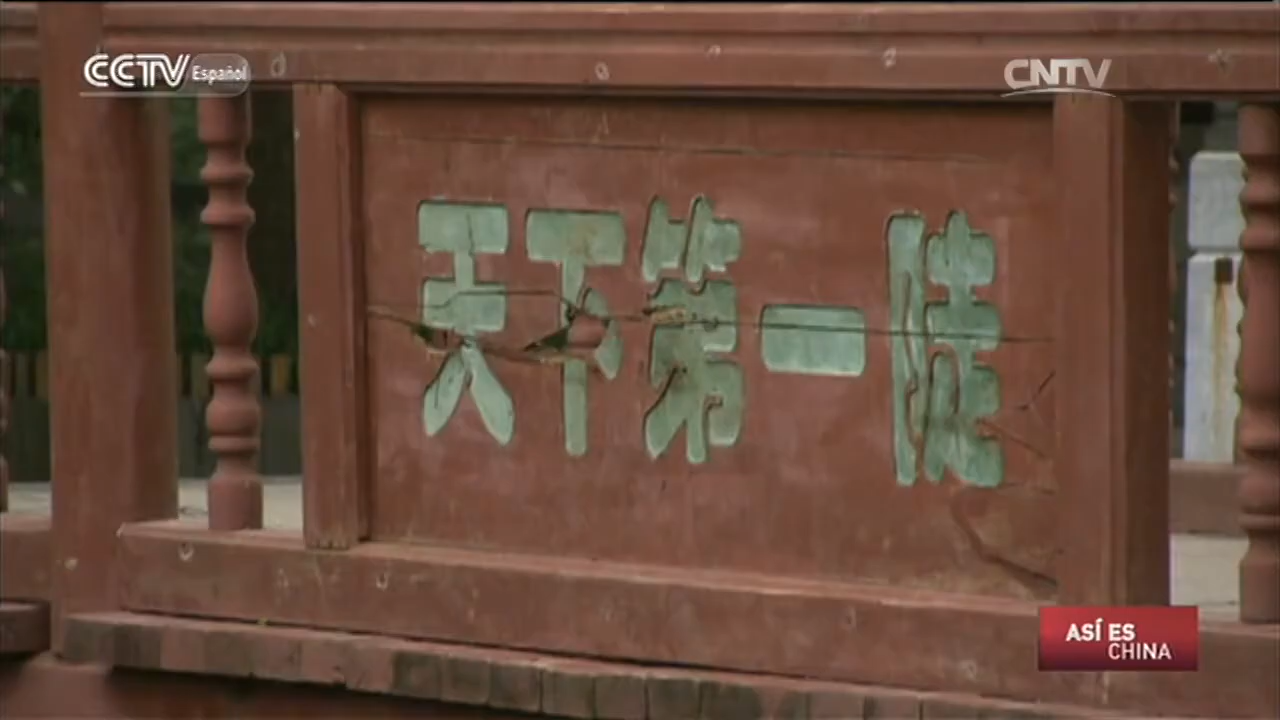 CCTV Español
CNTV
天下第一陵
ASÍ ES
CHINA